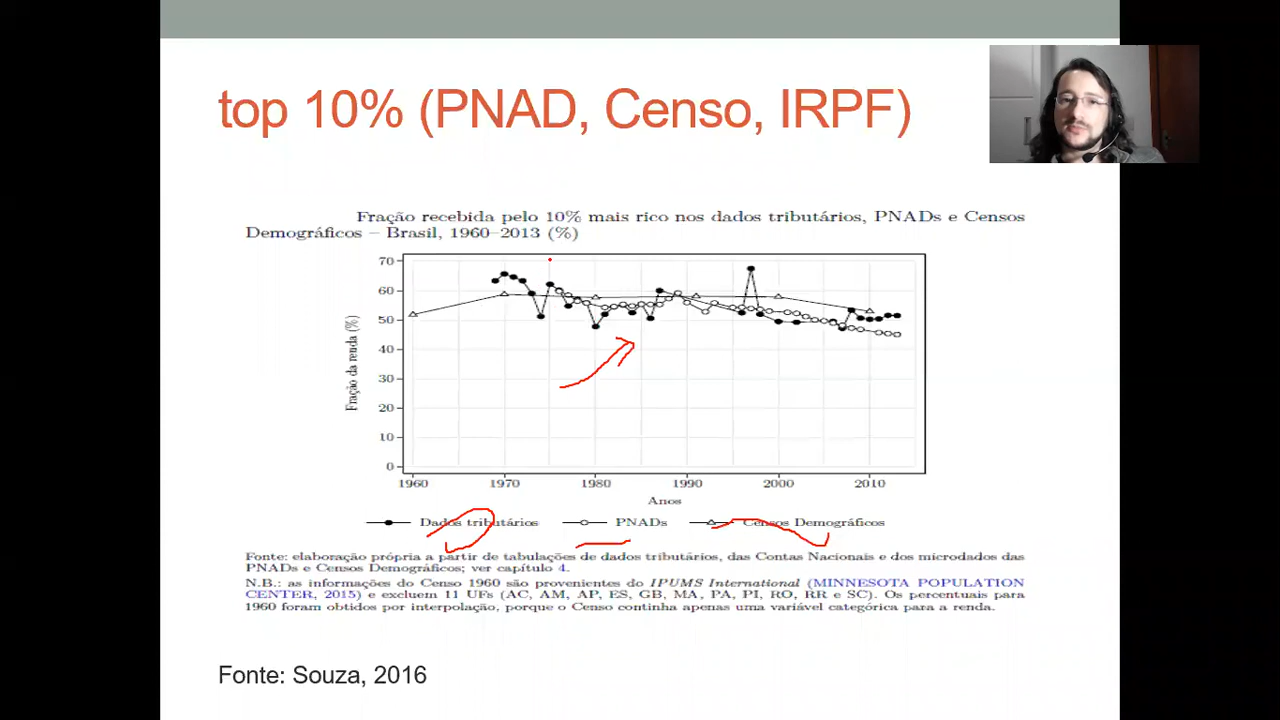 top 10% (PNAD, Censo, IRPF)
Fração recebida pelo 10% mais rico nos dados tributários, PNADs e Censos
Demográficos – Brasil, 1960–2013 (%)
70
60
50
40
30
20
10
0
Fração da renda (%)
1960 1970 1980 1990 2000 2010
Anos
Dados tributários PNADs Censos Demográficos
Fonte: elaboração própria a partir de tabulações de dados tributários, das Contas Nacionais e dos microdados das
PNADs e Censos Demográficos; ver capítulo 4.
N.B.: as informações do Censo 1960 são provenientes do IPUMS International (MINNESOTA POPULATION
CENTER, 2015) e excluem 11 UFs (AC, AM, AP, ES, GB, MA, PA, PI, RO, RR e SC). Os percentuais para
1960 foram obtidos por interpolação, porque o Censo continha apenas uma variável categórica para a renda.
Fonte: Souza, 2016